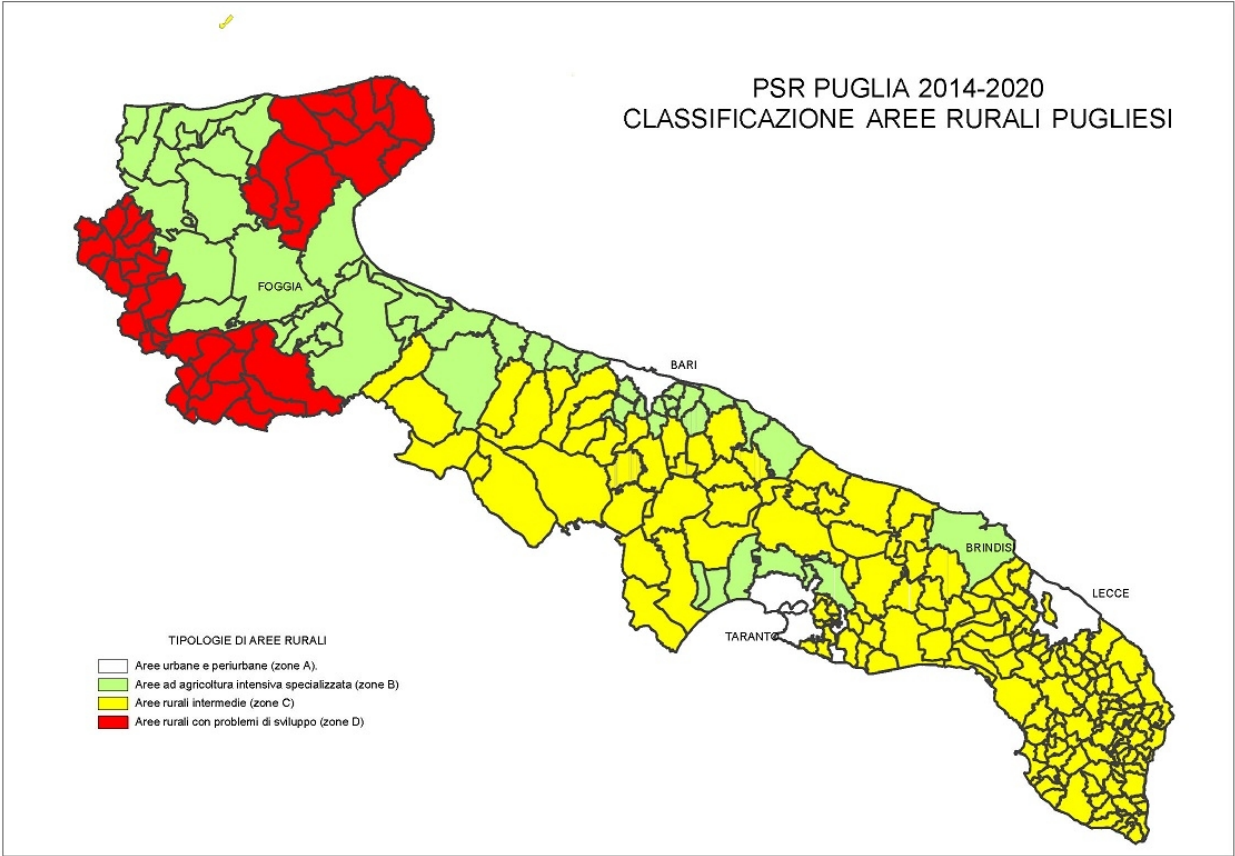 PSR PUGLIA 2014-2020
CLASSIFICAZIONE AREE RURALI PUGLIESI
FOGGIA
BARI
BRINDISI
LECCE
TARANTO
TIPOLOGIE DI AREE RURALI
Aree urbane e periurbane (zone A).
Aree ad agricoltura intensiva specializzata (zone B)
Aree rurali intermedie (zone C)
Aree rurali con problemi di sviluppo (zone D)